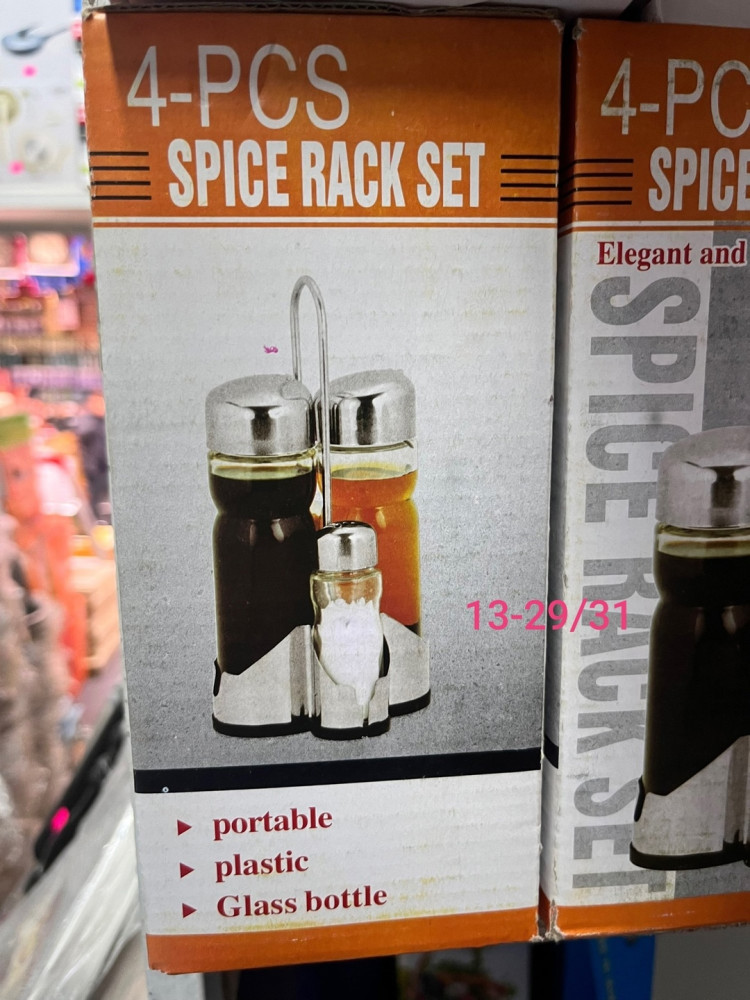 4-PCS
SPICE RACK SET
portable
plastic
Glass bottle
13-29/31
4-PC
SPICE
Elegant and
SPICE RACK SET